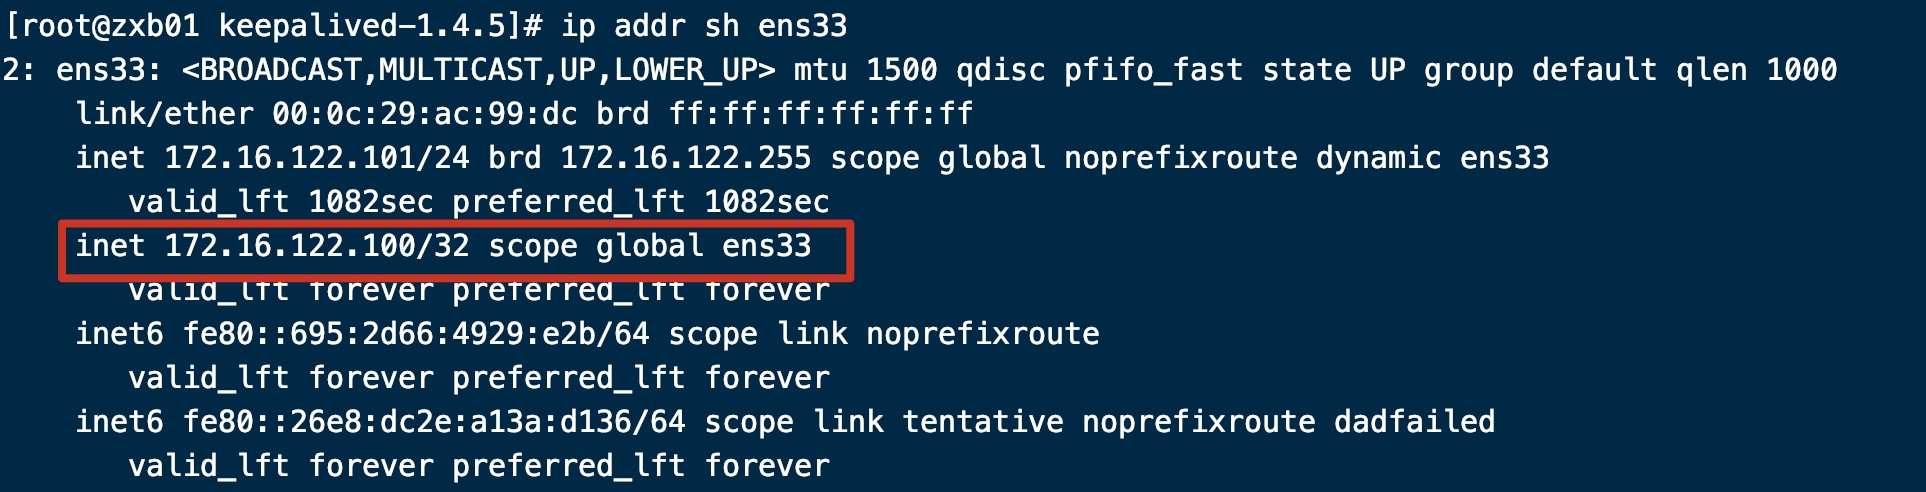 [root@zxb01 keepalived-1.4.5]# ip addr sh ens33
2: ens33: <BROADCAST,MULTICAST,UP,LOWER_UP> mtu 1500 qdisc pfifo_fast state UP group default qlen 1000
    link/ether 00:0c:29:ac:99:dc brd ff:ff:ff:ff:ff:ff
    inet 172.16.122.101/24 brd 172.16.122.255 scope global noprefixroute dynamic ens33
       valid_lft 1082sec preferred_lft 1082sec
    inet 172.16.122.100/32 scope global ens33
       valid_lft forever preferred_lft forever
    inet6 fe80::695:2d66:4929:e2b/64 scope link noprefixroute
       valid_lft forever preferred_lft forever
    inet6 fe80::26e8:dc2e:a13a:d136/64 scope link tentative noprefixroute dadfailed
       valid_lft forever preferred_lft forever